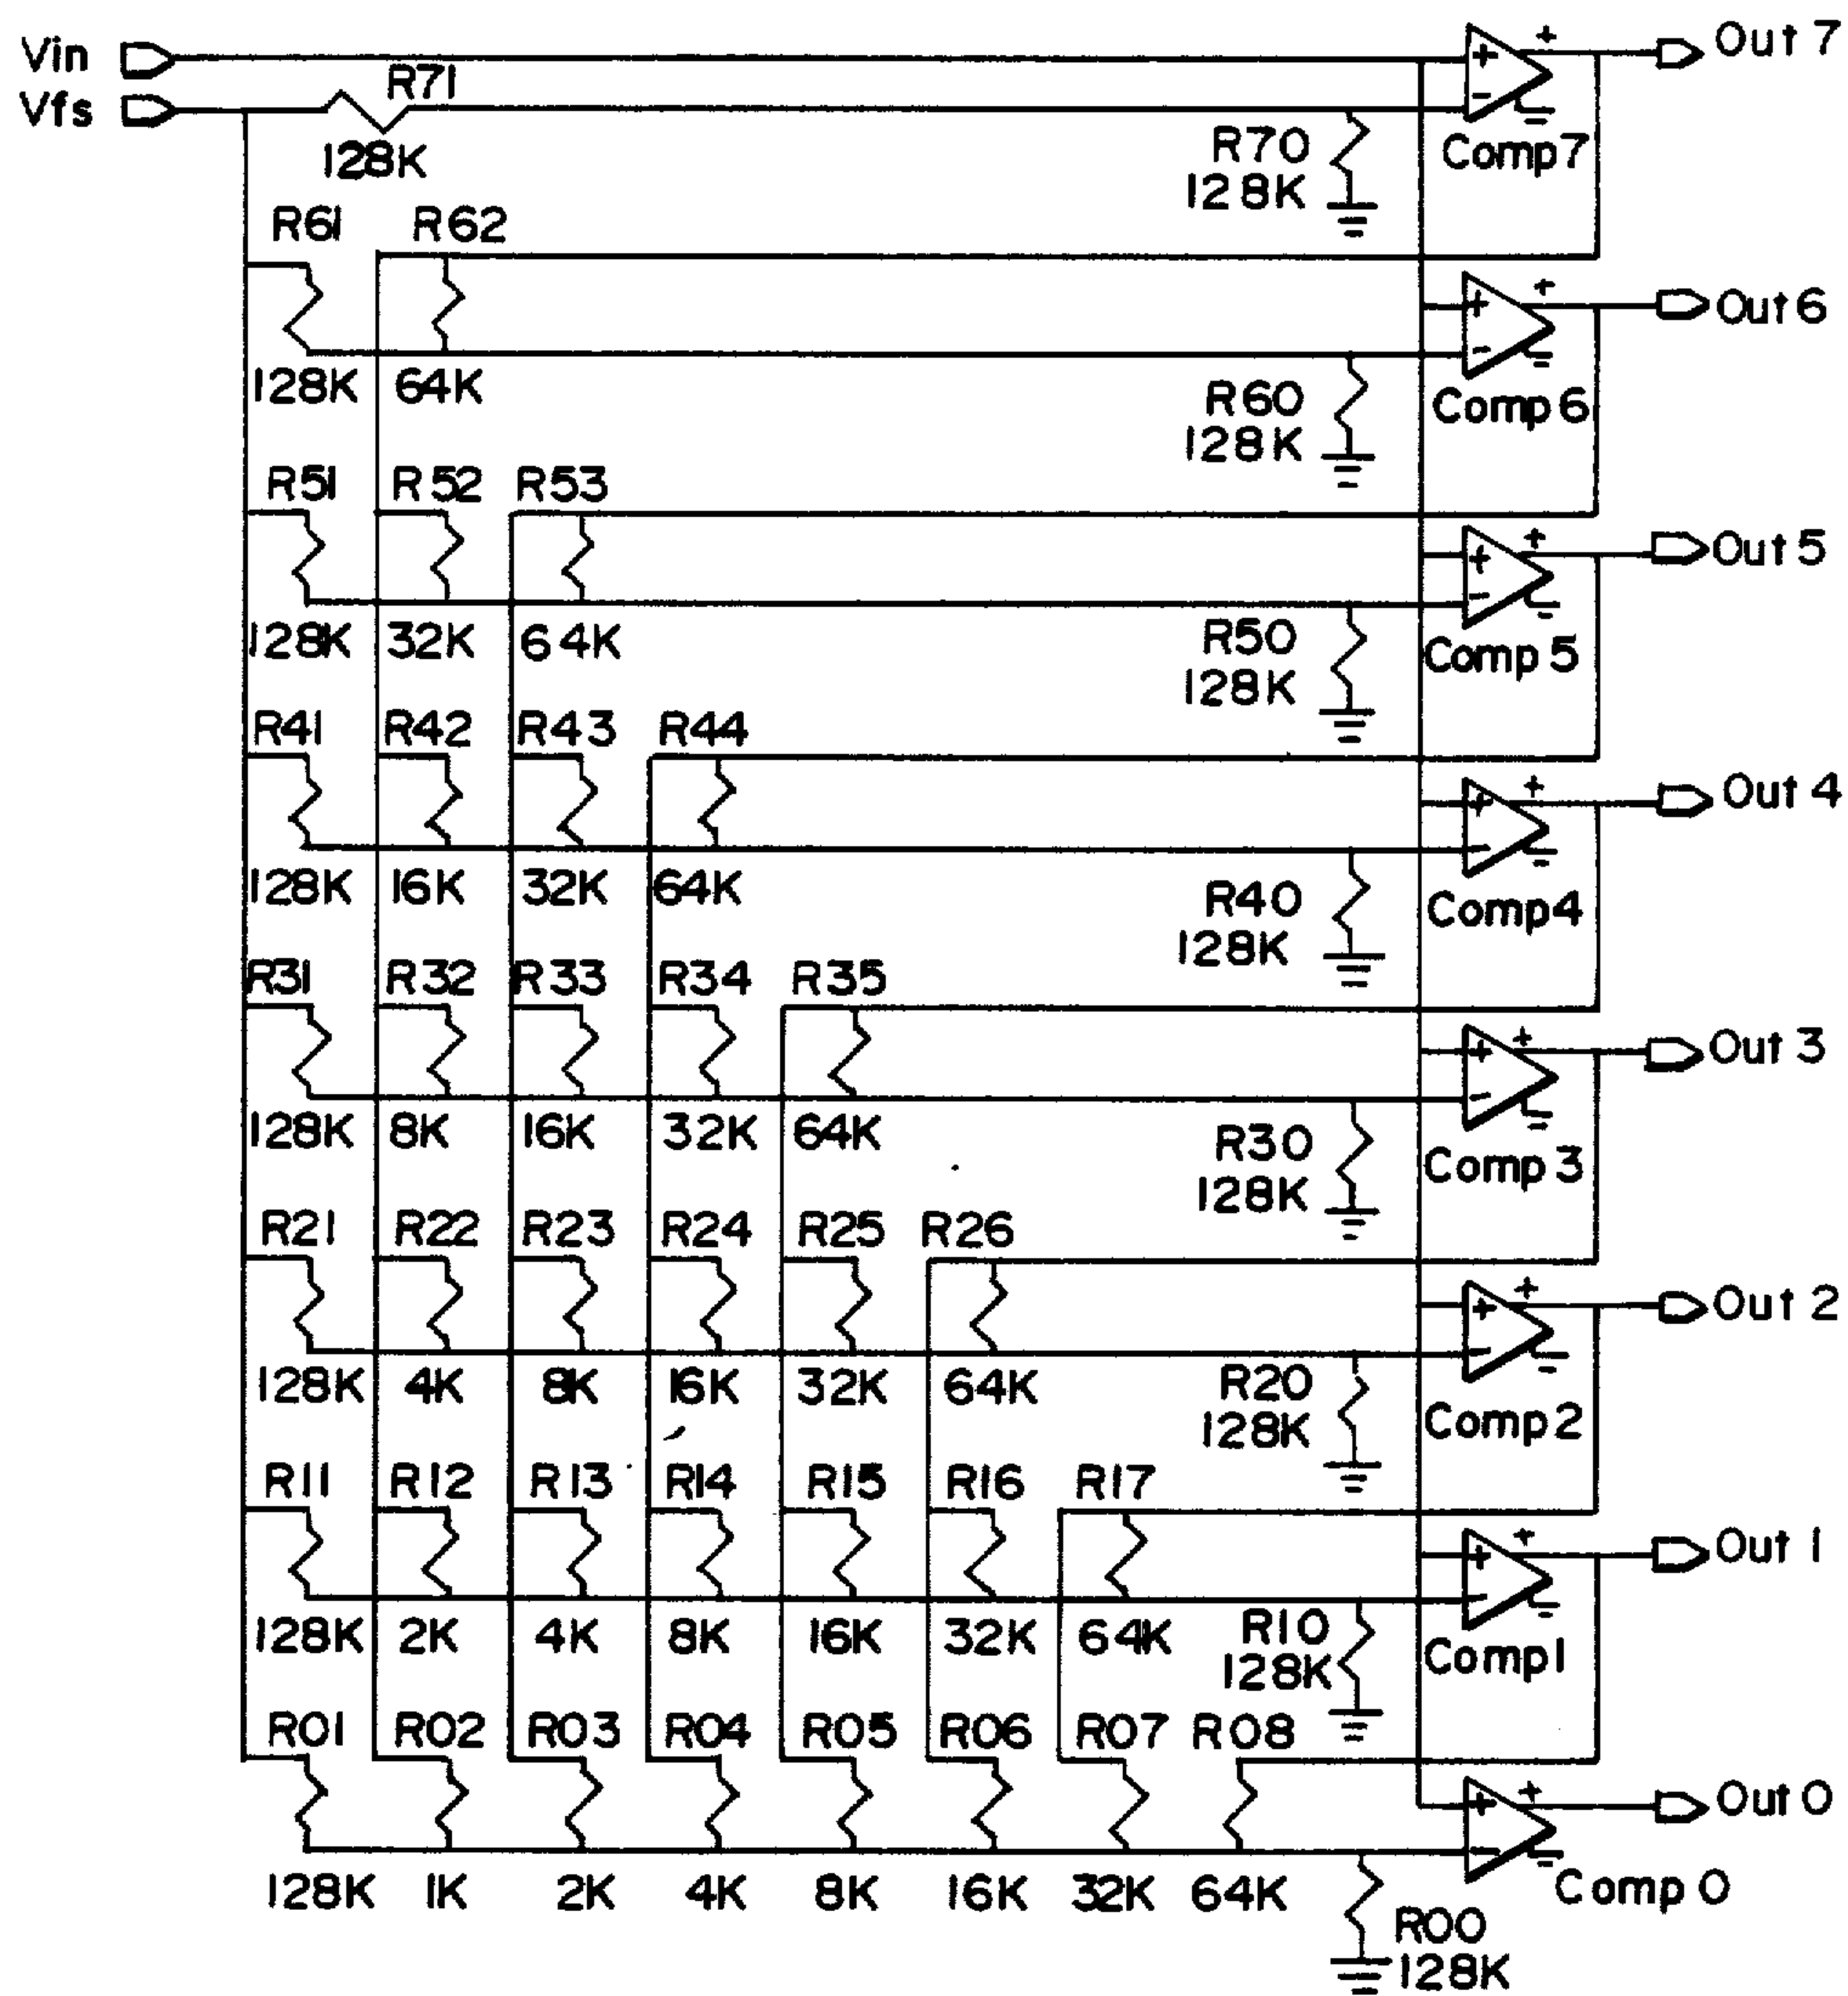 Vin
+
Out 7
R71
+
Vfs
-
128K
R70
128K
Comp7
R61 R62
+
+
Out 6
-
128K 64K
R60
128K
Comp 6
R51 R52 R53
+
+
Out 5
-
128K 32K 64K
R50
128K
Comp 5
R41 R42 R43 R44
+
+
Out 4
-
128K 16K 32K 64K
R40
128K
Comp4
R31 R32 R33 R34 R35
+
+
Out 3
-
128K 8K 16K 32K 64K
R30
128K
Comp 3
R21 R22 R23 R24 R25 R26
+
+
Out 2
-
128K 4K 8K 16K 32K 64K
R20
128K
Comp 2
R11 R12 R13 R14 R15 R16 R17
+
+
Out 1
-
128K 2K 4K 8K 16K 32K 64K
R10
128K
Comp1
R01 R02 R03 R04 R05 R06 R07 R08
+
+
Out 0
-
128K 1K 2K 4K 8K 16K 32K 64K
Comp 0
R00
128K